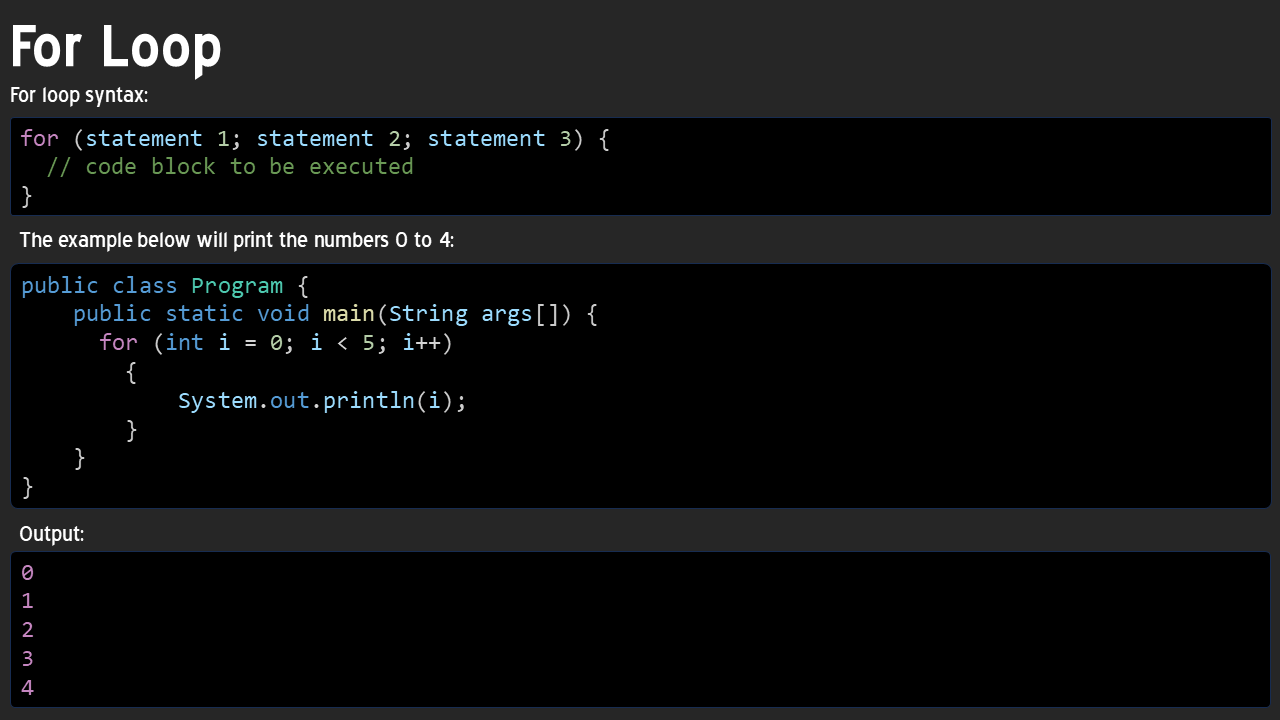 For Loop
For loop syntax:
for (statement 1; statement 2; statement 3) {
  // code block to be executed
}
The example below will print the numbers 0 to 4:
public class Program {
    public static void main(String args[]) {
      for (int i = 0; i < 5; i++)
        {
            System.out.println(i);
        }
    }
}
Output:
0
1
2
3
4